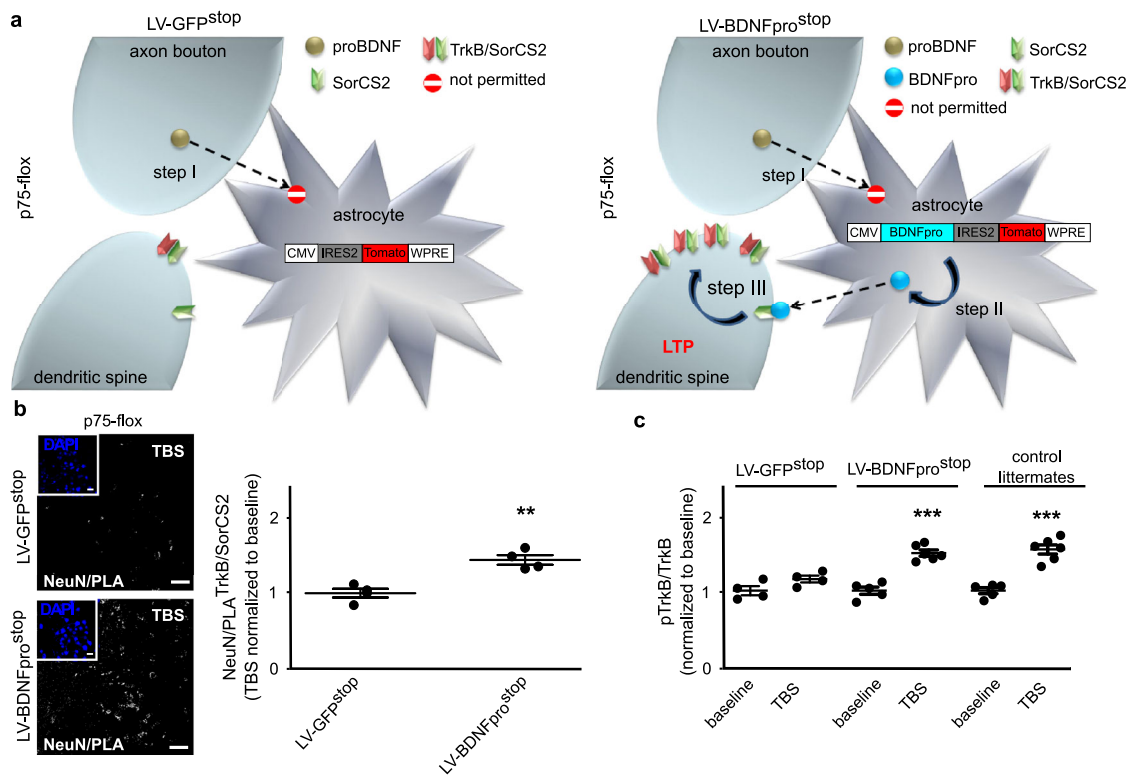 a
LV-GFPstop
axon bouton
proBDNF
TrkB/SorCS2
SorCS2
not permitted
p75-flox
step I
astrocyte
CMV IRES2 Tomato WPRE
dendritic spine
LV-BDNFprostop
axon bouton
proBDNF
SorCS2
BDNFpro
TrkB/SorCS2
not permitted
p75-flox
step I
astrocyte
CMV BDNFpro IRES2 Tomato WPRE
step III
step II
LTP
dendritic spine
b
p75-flox
LV-GFPstop
DAPI
TBS
NeuN/PLA
LV-BDNFprostop
DAPI
TBS
NeuN/PLA
NeuN/PLATrkB/SorCS2
(TBS normalized to baseline)
2
1
0
**
LV-GFPstop
LV-BDNFprostop
c
LV-GFPstop
LV-BDNFprostop
control
littermates
pTrkB/TrkB
(normalized to baseline)
2
1
0
***
***
baseline
TBS
baseline
TBS
baseline
TBS